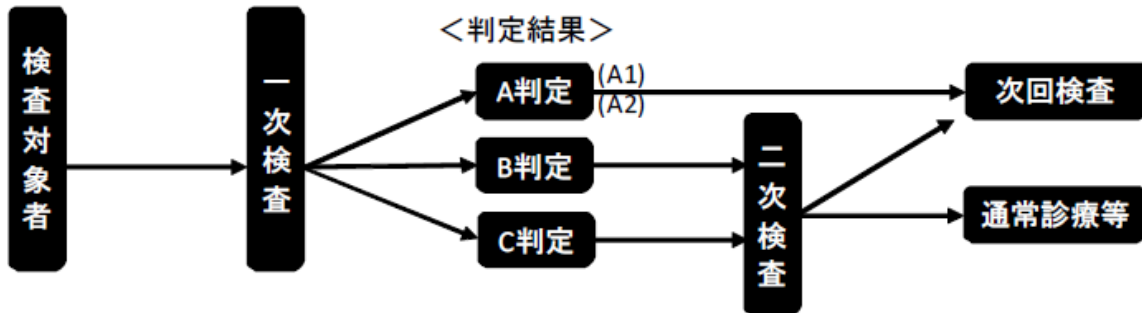 検査対象者
一次検査
＜判定結果＞
A判定
(A1)
(A2)
B判定
C判定
二次検査
次回検査
通常診療等